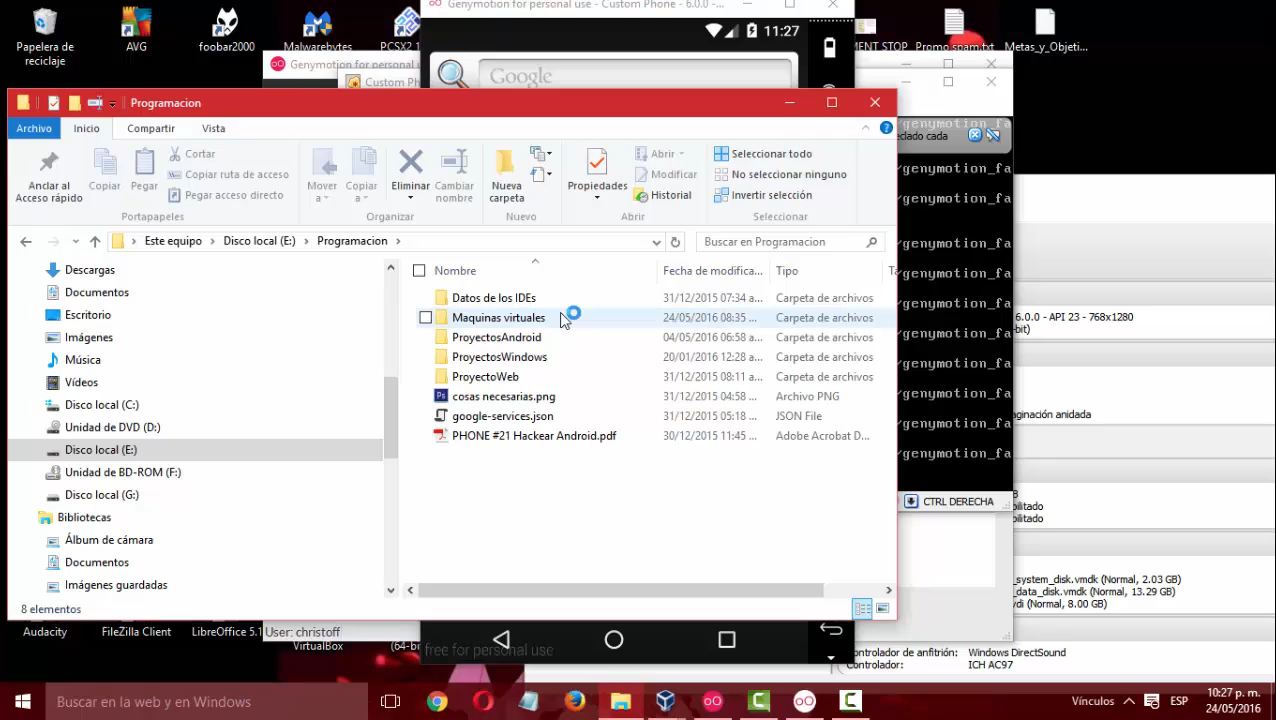 Genymotion for personal use - Custom Phone - 6.0.0 -...
Papelera de
reciclaje
AVG
foobar2000
Malwarebytes
PCSX2
MENT STOP
Promo spam.txt
Metas_y_Objeti...
11:27
Google
Genymotion for personal u
Custom Ph
Programacion
Archivo
Inicio
Compartir
Vista
Anclar al
Acceso rápido
Copiar
Pegar
Cortar
Copiar ruta de acceso
Pegar acceso directo
Portapapeles
Mover
a
Copiar
a
Eliminar
Cambiar
nombre
Organizar
Nueva
carpeta
Nuevo
Propiedades
Abrir
Modificar
Historial
Abrir
Seleccionar todo
No seleccionar ninguno
Invertir selección
Seleccionar
Este equipo
Disco local (E:)
Programacion
Buscar en Programacion
Descargas
Documentos
Escritorio
Imágenes
Música
Vídeos
Disco local (C:)
Unidad de DVD (D:)
Disco local (E:)
Unidad de BD-ROM (F:)
Disco local (G:)
Bibliotecas
Álbum de cámara
Documentos
Imágenes guardadas
8 elementos
Nombre Fecha de modifica... Tipo Ta
Datos de los IDEs 31/12/2015 07:34 a... Carpeta de archivos
Maquinas virtuales 24/05/2016 08:35 ... Carpeta de archivos
ProyectosAndroid 04/05/2016 06:58 a... Carpeta de archivos
ProyectosWindows 20/01/2016 12:28 a... Carpeta de archivos
ProyectoWeb 31/12/2015 08:11 a... Carpeta de archivos
cosas necesarias.png 31/12/2015 04:58 ... Archivo PNG
google-services.json 31/12/2015 05:18 ... JSON File
PHONE #21 Hackear Android.pdf 30/12/2015 11:45 ... Adobe Acrobat D...
/genymotion_fa
eclado cada
/genymotion_fa
/genymotion_fa
/genymotion_fa
/genymotion_fa
/genymotion_fa
/genymotion_fa
/genymotion_fa
/genymotion_fa
/genymotion_fa
/genymotion_fa
CTRL DERECHA
6.0.0 - API 23 - 768x1280
-bit)
aginación anidada
B
bilitado
bilitado
_system_disk.vmdk (Normal, 2.03 GB)
_data_disk.vmdk (Normal, 13.29 GB)
vdi (Normal, 8.00 GB)
Controlador de anfitrión: Windows DirectSound
Controlador: ICH AC97
Audacity
FileZilla Client
LibreOffice 5.1
User: christoff
VirtualBox
(64-b
free for personal use
Buscar en la web y en Windows
Vínculos
ESP
10:27 p. m.
24/05/2016